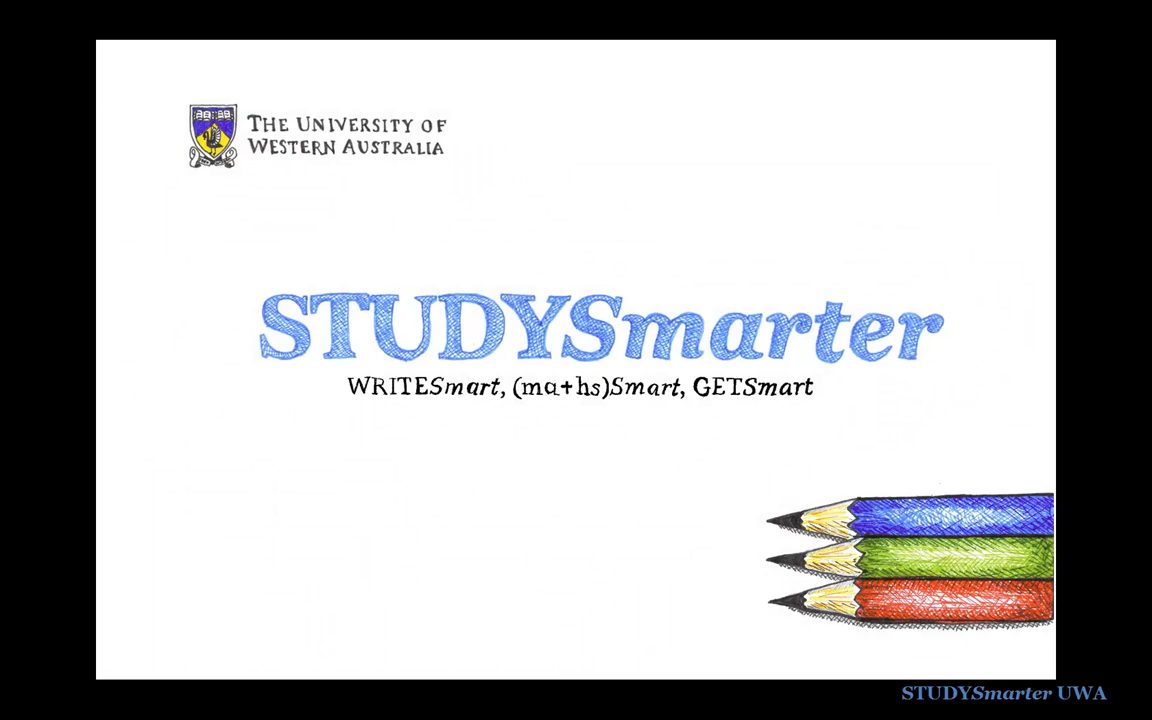 THE UNIVERSITY OF
WESTERN AUSTRALIA
STUDYSmarter
WRITESmart, (ma+hs)Smart, GETSmart
STUDYSmarter UWA